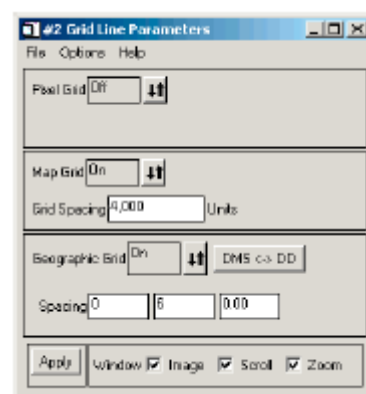 #2 Grid Line Parameters
File Options Help
Pixel Grid Off
Map Grid On
Grid Spacing 4,000 Units
Geographic Grid On DMS <-> DD
Spacing 0 6 0.00
Apply Window Image Scroll Zoom